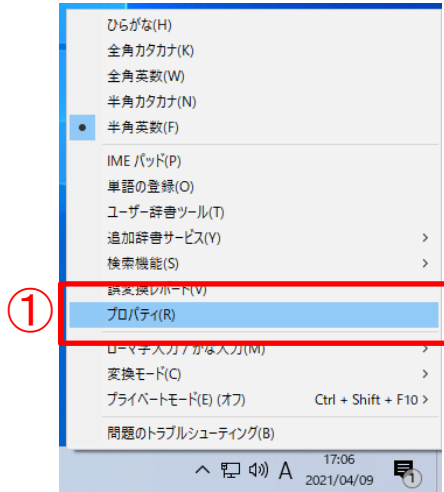 ひらがな(H)
全角カタカナ(K)
全角英数(W)
半角カタカナ(N)
● 半角英数(F)
IME パッド(P)
単語の登録(O)
ユーザー辞書ツール(T)
追加辞書サービス(Y) >
検索機能(S) >
誤変換レポート(V)
① プロパティ(R)
ローマ字入力 / かな入力(M) >
変換モード(C) >
プライベートモード(E) (オフ) Ctrl + Shift + F10 >
問題のトラブルシューティング(B)
A 17:06
2021/04/09 1